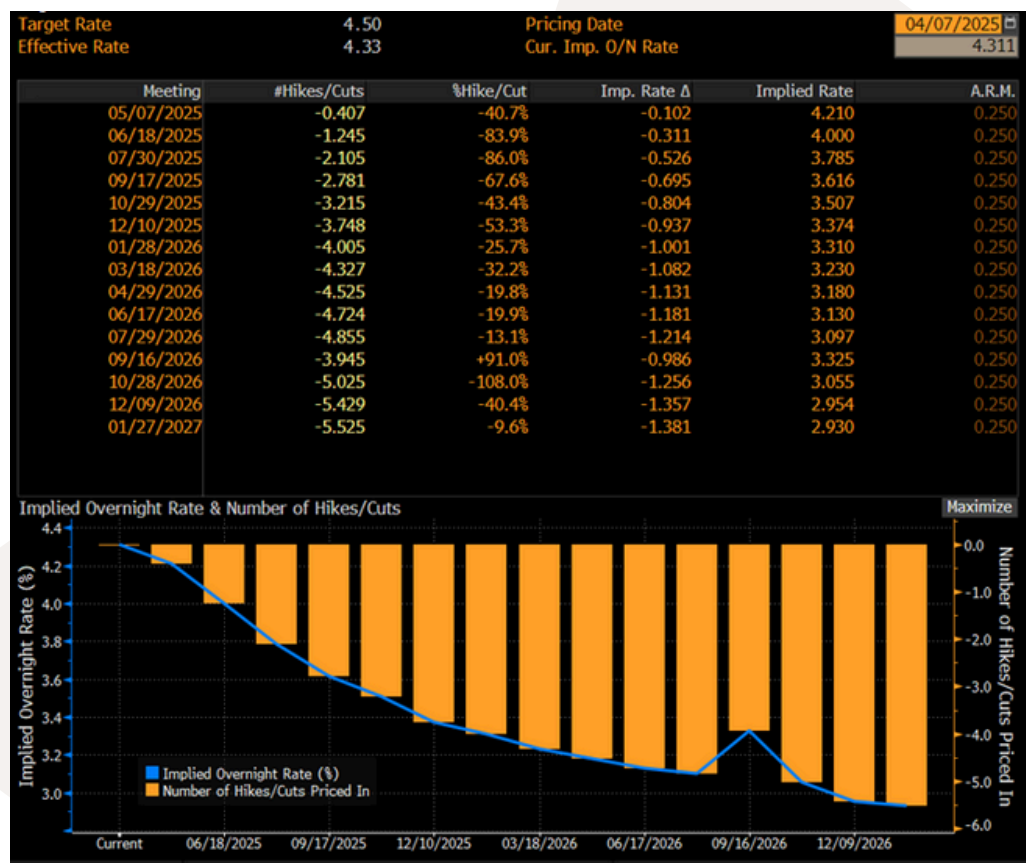 Target Rate 4.50 Pricing Date 04/07/2025
Effective Rate 4.33 Cur. Imp. O/N Rate 4.311
Meeting #Hikes/Cuts %Hike/Cut Imp. Rate Δ Implied Rate A.R.M.
05/07/2025 -0.407 -40.7% -0.102 4.210 0.250
06/18/2025 -1.245 -83.9% -0.311 4.000 0.250
07/30/2025 -2.105 -86.0% -0.526 3.785 0.250
09/17/2025 -2.781 -67.6% -0.695 3.616 0.250
10/29/2025 -3.215 -43.4% -0.804 3.507 0.250
12/10/2025 -3.748 -53.3% -0.937 3.374 0.250
01/28/2026 -4.005 -25.7% -1.001 3.310 0.250
03/18/2026 -4.327 -32.2% -1.082 3.230 0.250
04/29/2026 -4.525 -19.8% -1.131 3.180 0.250
06/17/2026 -4.724 -19.9% -1.181 3.130 0.250
07/29/2026 -4.855 -13.1% -1.214 3.097 0.250
09/16/2026 -3.945 +91.0% -0.986 3.325 0.250
10/28/2026 -5.025 -108.0% -1.256 3.055 0.250
12/09/2026 -5.429 -40.4% -1.357 2.954 0.250
01/27/2027 -5.525 -9.6% -1.381 2.930 0.250
Implied Overnight Rate & Number of Hikes/Cuts Maximize
Implied Overnight Rate (%)
4.4
4.2
4.0
3.8
3.6
3.4
3.2
3.0
Implied Overnight Rate (%)
Number of Hikes/Cuts Priced In
0.0
-1.0
-2.0
-3.0
-4.0
-5.0
-6.0
Number of Hikes/Cuts Priced In
Current 06/18/2025 09/17/2025 12/10/2025 03/18/2026 06/17/2026 09/16/2026 12/09/2026